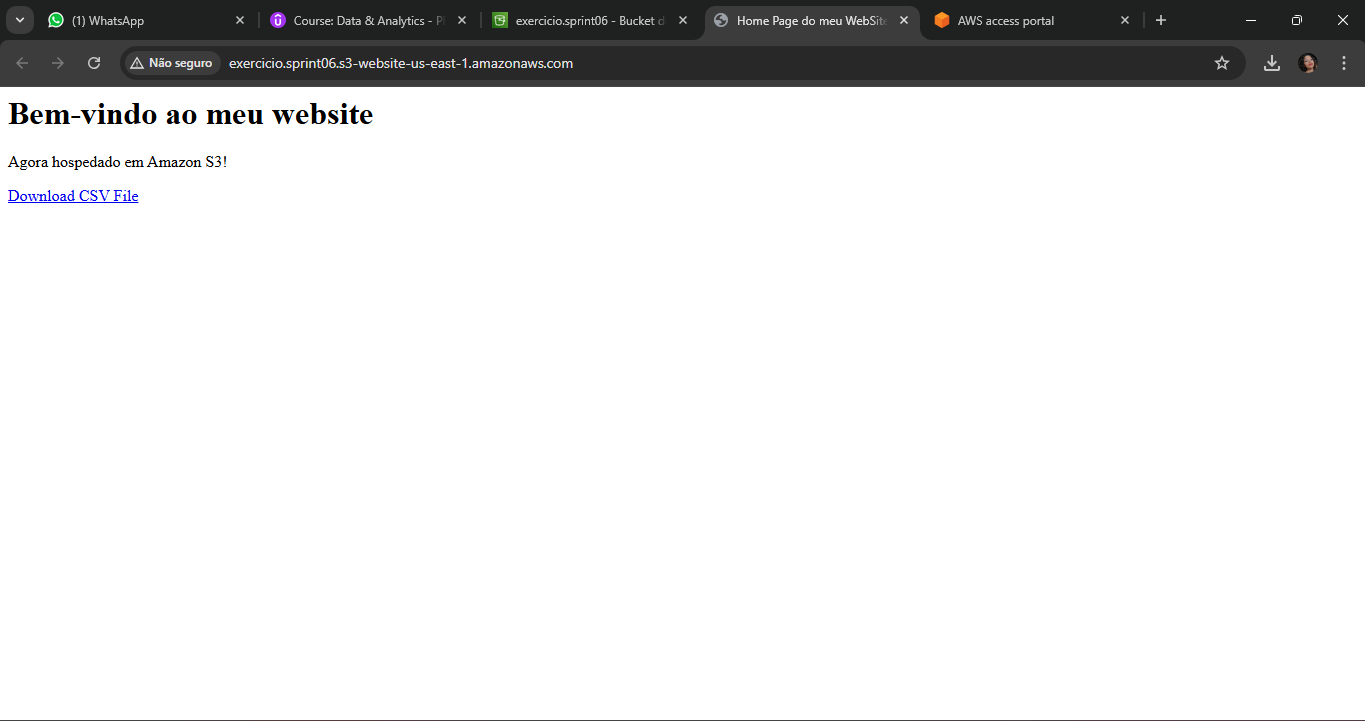 (1) WhatsApp
Course: Data & Analytics - P
exercicio.sprint06 - Bucket d
Home Page do meu WebSite
AWS access portal
Não seguro
exercicio.sprint06.s3-website-us-east-1.amazonaws.com
Bem-vindo ao meu website
Agora hospedado em Amazon S3!
Download CSV File